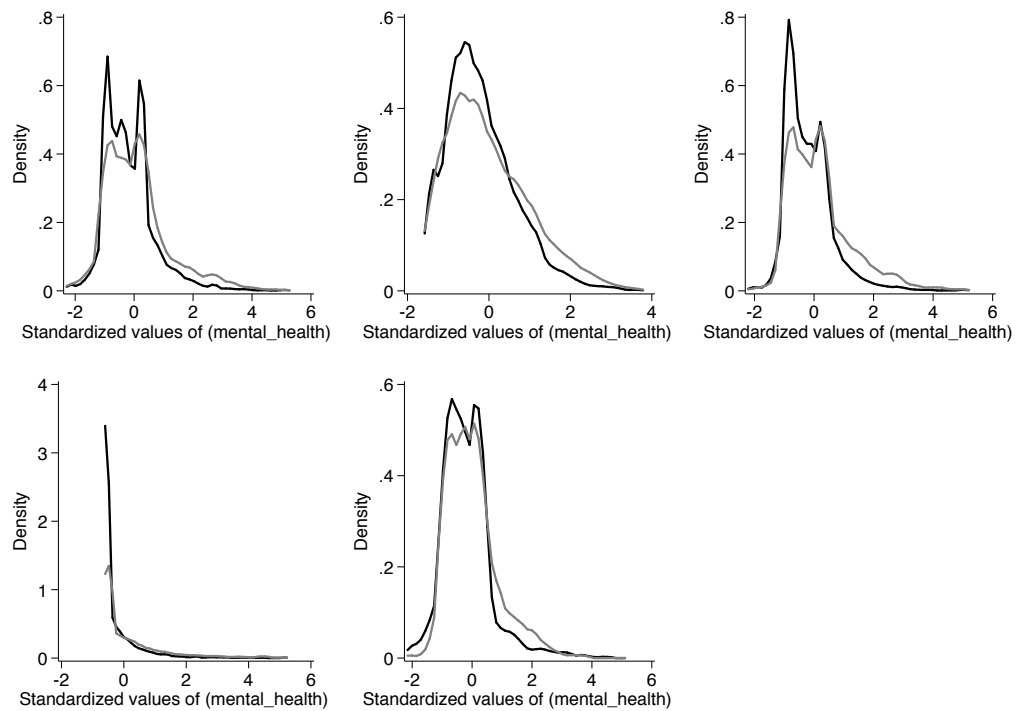 .8
.6
.4
.2
0
Density
-2 0 2 4 6
Standardized values of (mental_health)
.6
.4
.2
0
Density
-2 0 2 4
Standardized values of (mental_health)
.8
.6
.4
.2
0
Density
-2 0 2 4 6
Standardized values of (mental_health)
4
3
2
1
0
Density
-2 0 2 4 6
Standardized values of (mental_health)
.6
.4
.2
0
Density
-2 0 2 4 6
Standardized values of (mental_health)